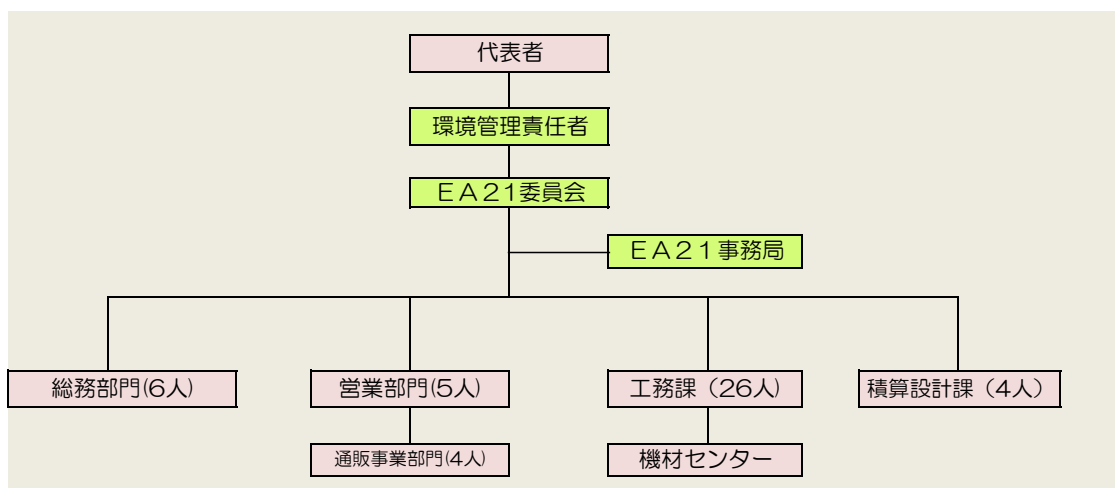 代表者
環境管理責任者
ＥＡ21委員会
ＥＡ２１事務局
総務部門(6人)
営業部門(5人)
工務課（26人)
積算設計課（4人）
通販事業部門(4人)
機材センター